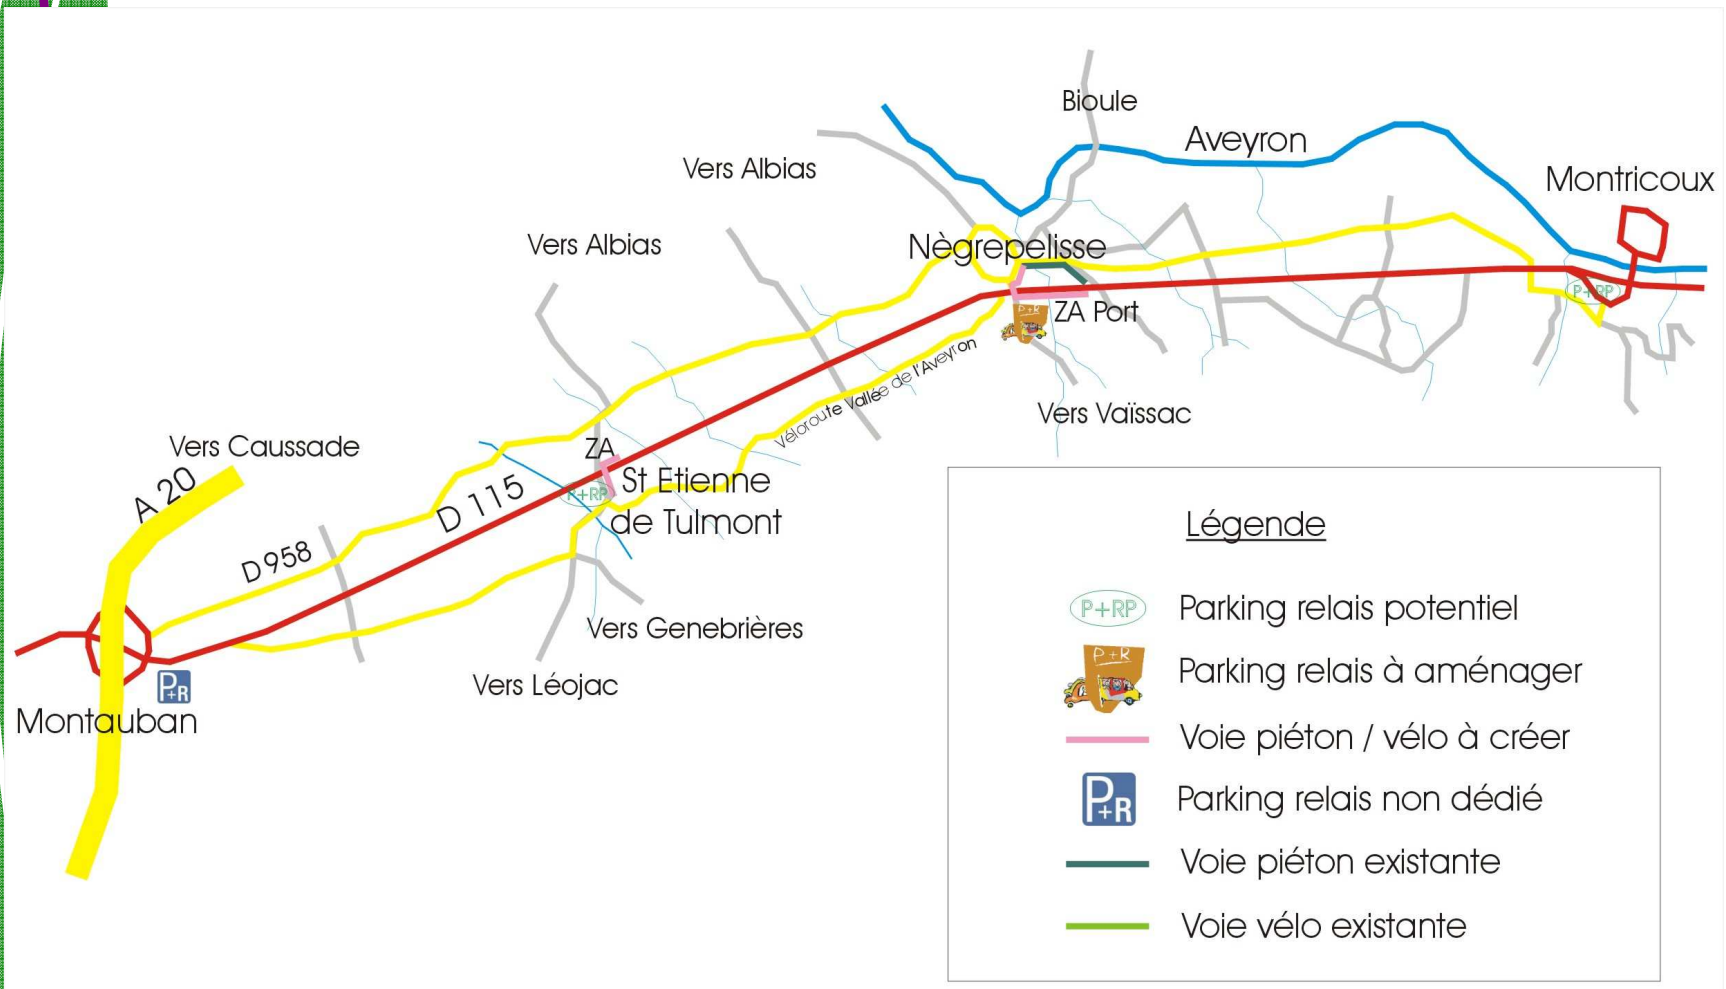 Bioule
Aveyron
Vers Albias
Montricoux
Vers Albias
Nègrepelisse
P+RP
P+R
ZA Port
Véloroute Vallée de l'Aveyron
Vers Vaïssac
Vers Caussade
ZA
A 20
D 115
P+RP
St Etienne
de Tulmont
D958
Vers Genebrières
Vers Léojac
P+R
Montauban
Légende
P+RP Parking relais potentiel
P+R Parking relais à aménager
Voie piéton / vélo à créer
P+R Parking relais non dédié
Voie piéton existante
Voie vélo existante